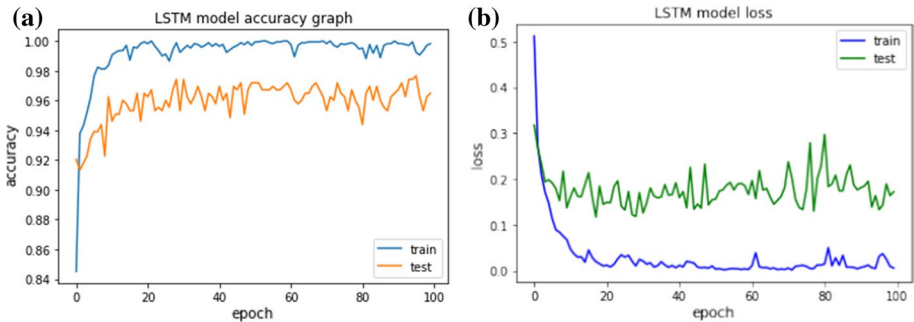 (a)
LSTM model accuracy graph
1.00
0.98
0.96
0.94
0.92
0.90
0.88
0.86
0.84
accuracy
train
test
0 20 40 60 80 100
epoch
(b)
LSTM model loss
0.5
0.4
0.3
0.2
0.1
0.0
loss
train
test
0 20 40 60 80 100
epoch